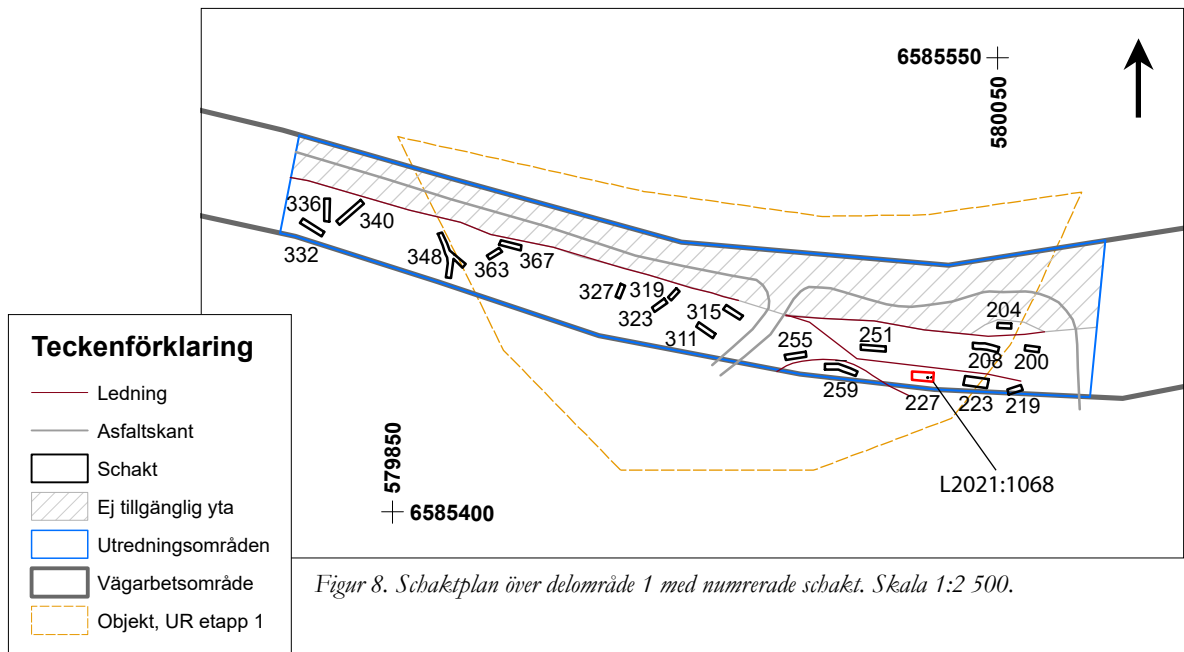 6585550
580050
336
340
332
348
363
367
327
319
323
315
311
204
251
255
208
200
259
227
223
219
L2021:1068
579850
6585400
Teckenförklaring
Ledning
Asfaltskant
Schakt
Ej tillgänglig yta
Utredningsområden
Vägarbetsområde
Objekt, UR etapp 1
Figur 8. Schaktplan över delområde 1 med numrerade schakt. Skala 1:2 500.